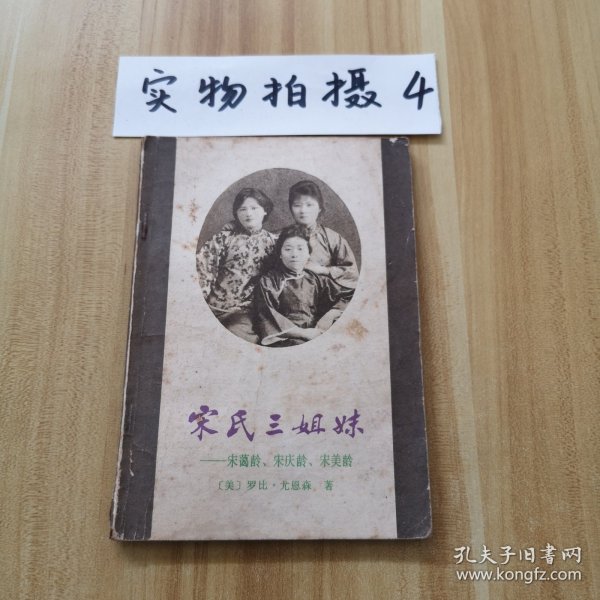 实物拍摄 4
宋氏三姐妹
——宋蔼龄、宋庆龄、宋美龄
〔美〕罗比·尤恩森 著
孔夫子旧书网
www.kongfz.com